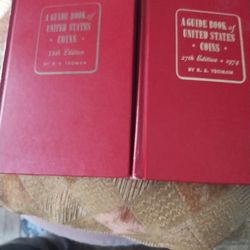 A GUIDE BOOK of
UNITED STATES
COINS
Edition
BY R. S. YEOMAN
A GUIDE BOOK of
UNITED STATES
COINS
27th Edition • 1974
BY R. S. YEOMAN